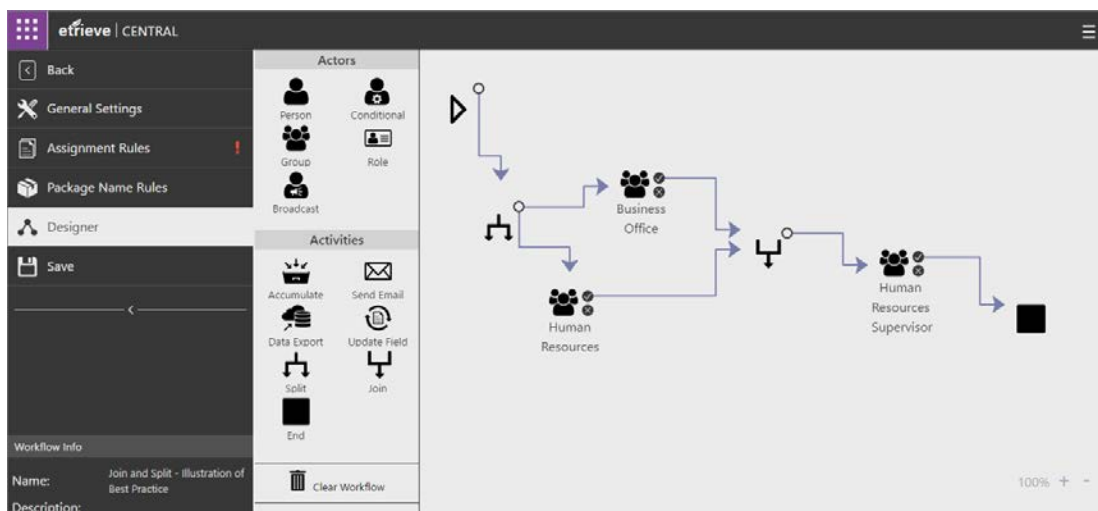 etrieve | CENTRAL
Back
General Settings
Assignment Rules !
Package Name Rules
Designer
Save
Workflow Info
Name: Join and Split - Illustration of
Best Practice
Description:
Actors
Person Conditional
Group Role
Broadcast
Activities
Accumulate Send Email
Data Export Update Field
Split Join
End
Clear Workflow
Business
Office
Human
Resources
Human
Resources
Supervisor
100% + -